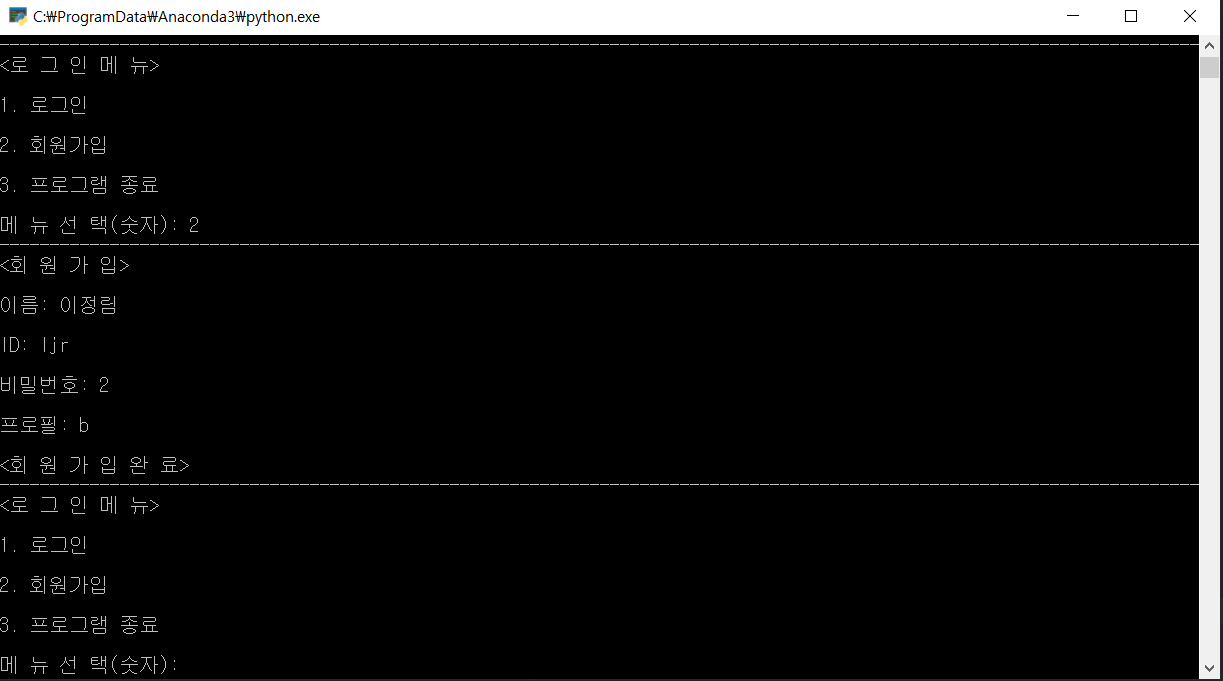 C:₩ProgramData₩Anaconda3₩python.exe
<로 그 인 메 뉴>
1. 로그인
2. 회원가입
3. 프로그램 종료
메 뉴 선 택(숫자): 2
<회 원 가 입>
이름: 이정림
ID: ljr
비밀번호: 2
프로필: b
<회 원 가 입 완 료>
<로 그 인 메 뉴>
1. 로그인
2. 회원가입
3. 프로그램 종료
메 뉴 선 택(숫자):